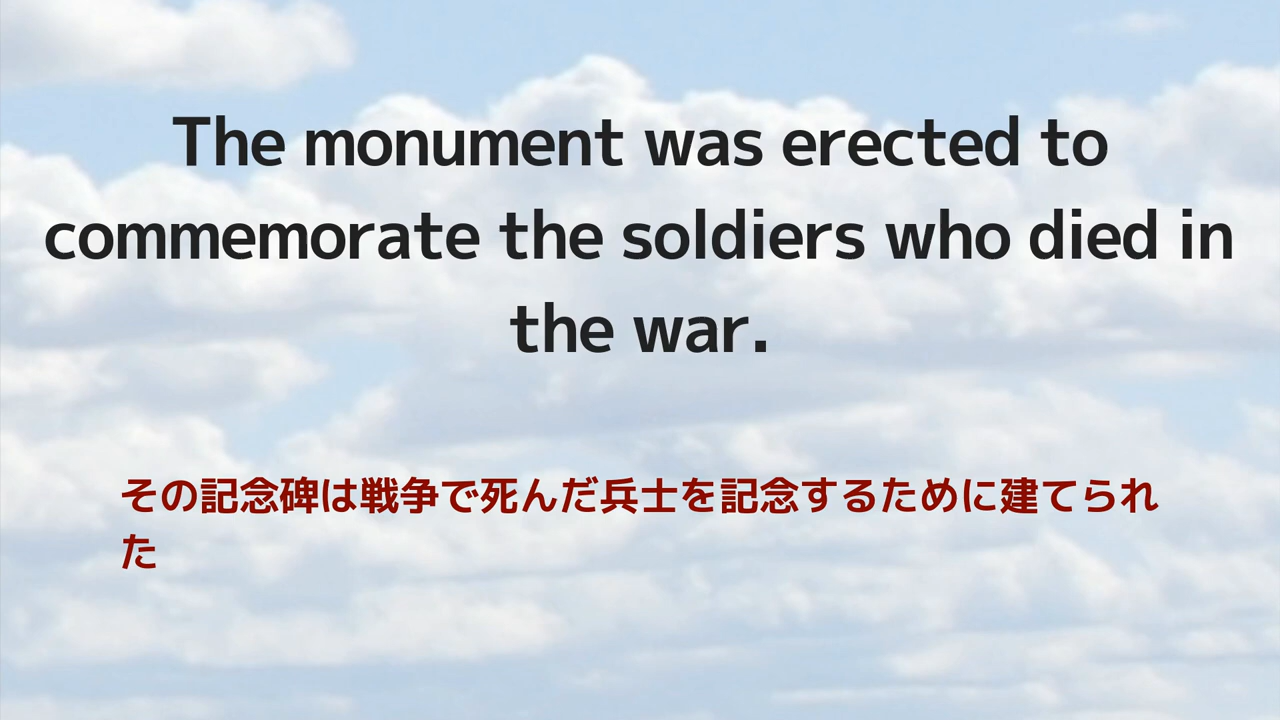 The monument was erected to
commemorate the soldiers who died in
the war.
その記念碑は戦争で死んだ兵士を記念するために建てられ
た